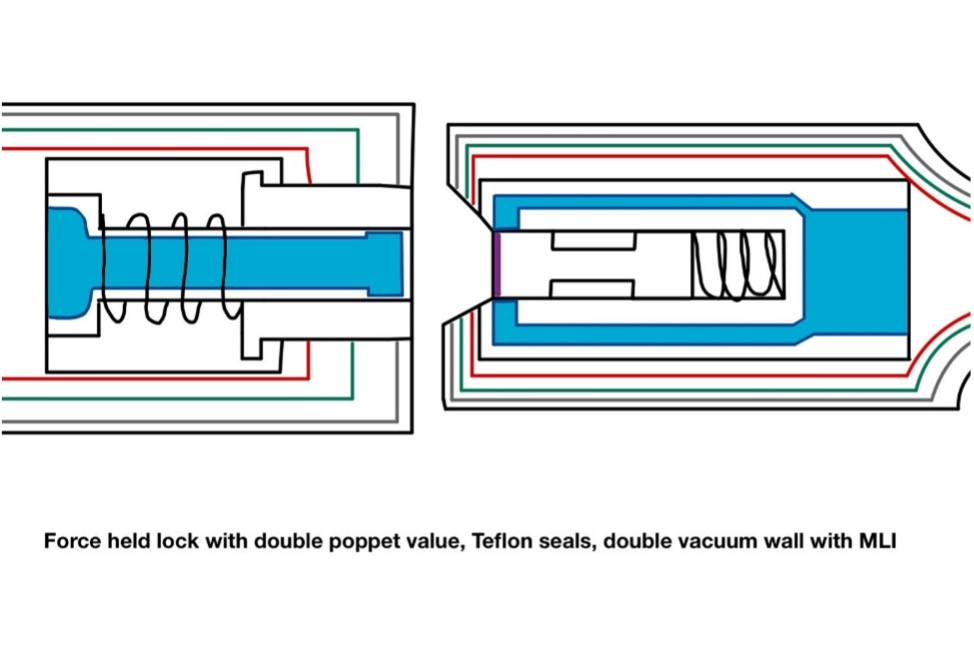 Force held lock with double poppet value, Teflon seals, double vacuum wall with MLI